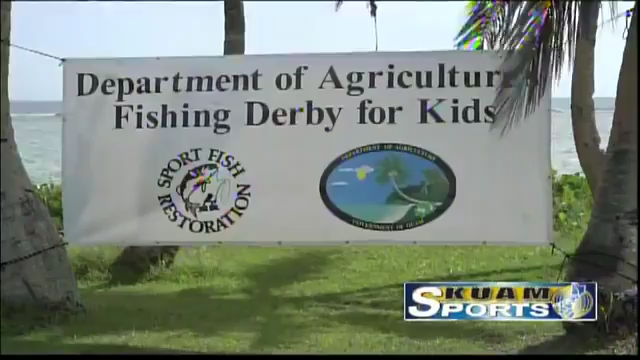 Department of Agriculture
Fishing Derby for Kids
SPORT FISH
RESTORATION
DEPARTMENT OF AGRICULTURE
GOVERNMENT OF GUAM
KUAM
SPORTS